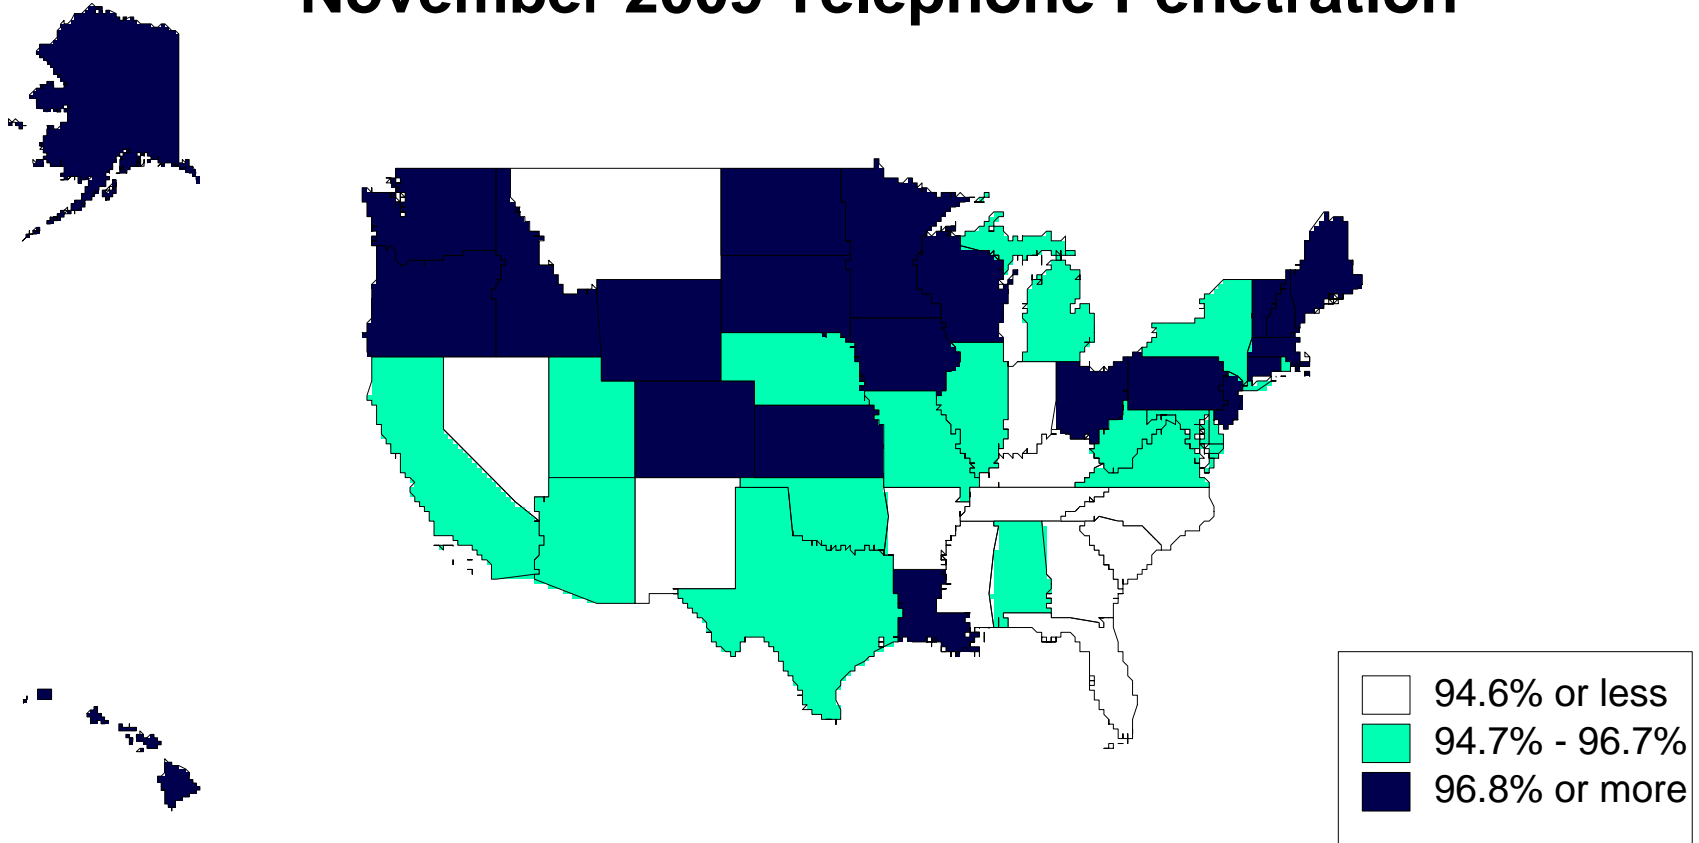 November 2009 Telephone Penetration
94.6% or less
94.7% - 96.7%
96.8% or more